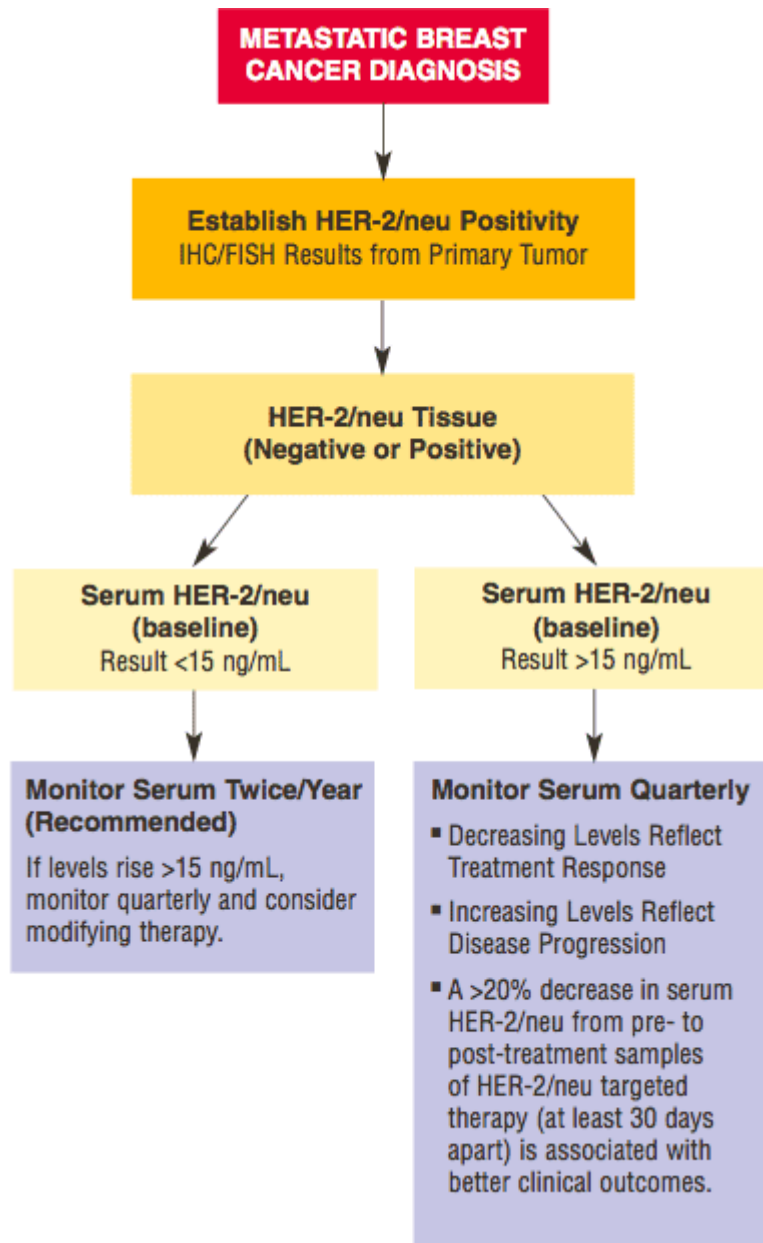 METASTATIC BREAST
CANCER DIAGNOSIS
Establish HER-2/neu Positivity
IHC/FISH Results from Primary Tumor
HER-2/neu Tissue
(Negative or Positive)
Serum HER-2/neu
(baseline)
Result <15 ng/mL
Serum HER-2/neu
(baseline)
Result >15 ng/mL
Monitor Serum Twice/Year
(Recommended)
If levels rise >15 ng/mL,
monitor quarterly and consider
modifying therapy.
Monitor Serum Quarterly
▪ Decreasing Levels Reflect
Treatment Response
▪ Increasing Levels Reflect
Disease Progression
▪ A >20% decrease in serum
HER-2/neu from pre- to
post-treatment samples
of HER-2/neu targeted
therapy (at least 30 days
apart) is associated with
better clinical outcomes.